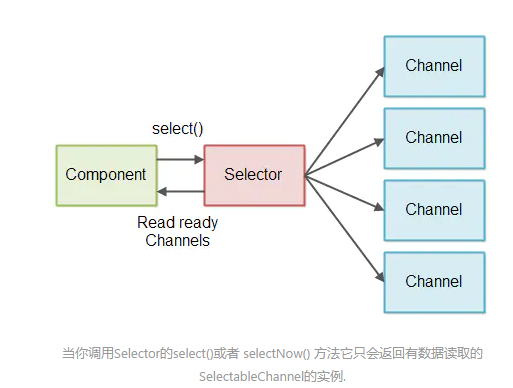 Channel
select()
Channel
Component
Selector
Channel
Read ready
Channels
Channel
当你调用Selector的select()或者 selectNow() 方法它只会返回有数据读取的
SelectableChannel的实例.